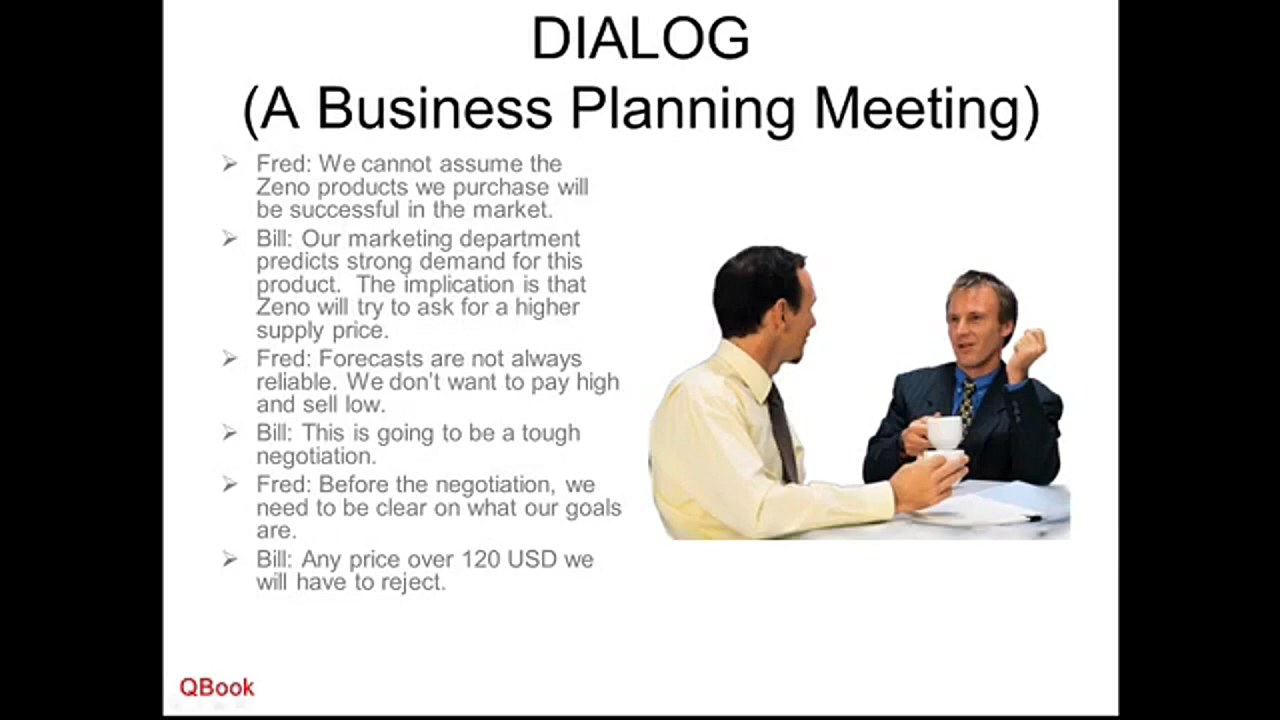 DIALOG
(A Business Planning Meeting)
Fred: We cannot assume the
Zeno products we purchase will
be successful in the market.
Bill: Our marketing department
predicts strong demand for this
product.  The implication is that
Zeno will try to ask for a higher
supply price.
Fred: Forecasts are not always
reliable. We don't want to pay high
and sell low.
Bill: This is going to be a tough
negotiation.
Fred: Before the negotiation, we
need to be clear on what our goals
are.
Bill: Any price over 120 USD we
will have to reject.
QBook